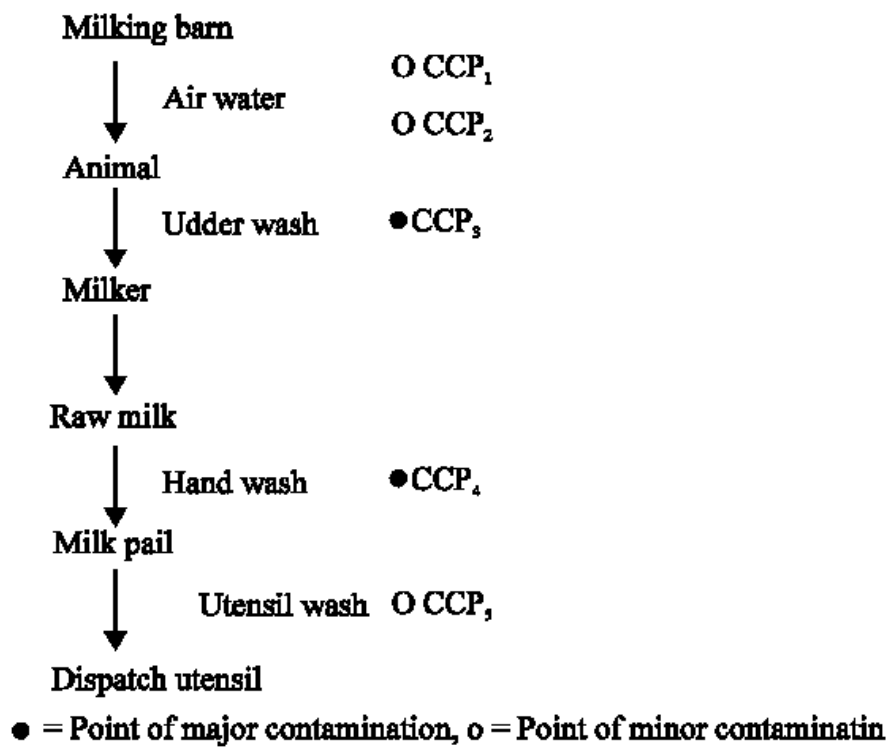 Milking barn
O CCP₁
Air water
O CCP₂
Animal
Udder wash ●CCP₃
Milker
Raw milk
Hand wash ●CCP₄
Milk pail
Utensil wash O CCP₅
Dispatch utensil
● = Point of major contamination, o = Point of minor contaminatin